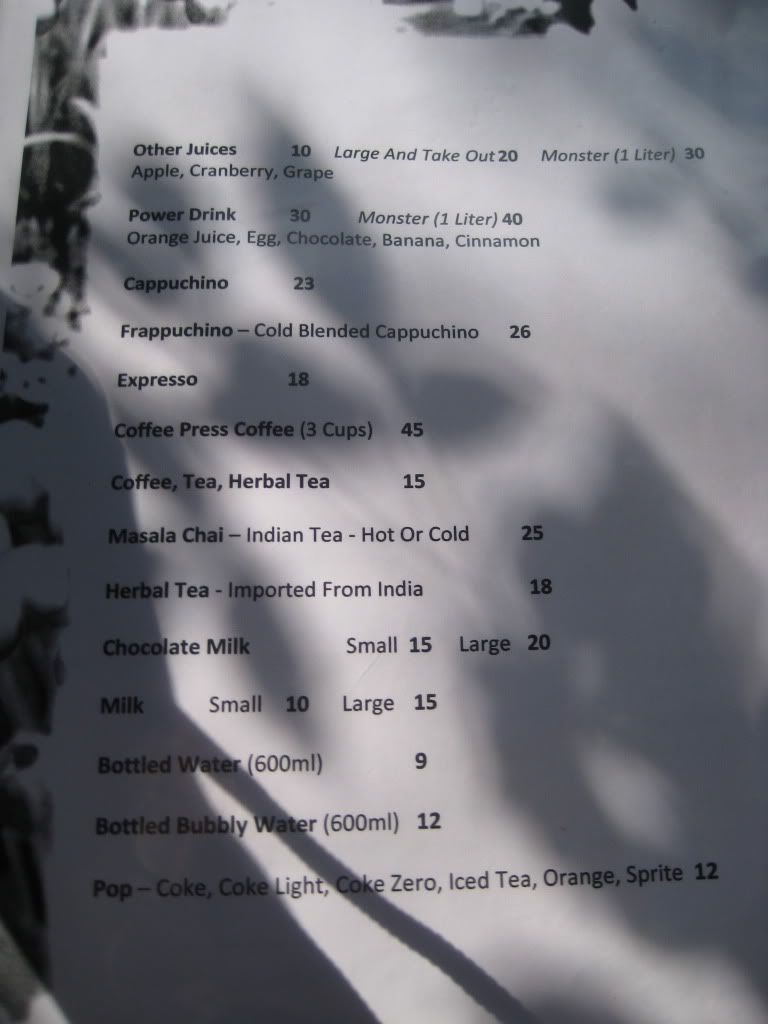 Other Juices 10 Large And Take Out 20 Monster (1 Liter) 30
Apple, Cranberry, Grape
Power Drink 30 Monster (1 Liter) 40
Orange Juice, Egg, Chocolate, Banana, Cinnamon
Cappuchino 23
Frappuchino – Cold Blended Cappuchino 26
Expresso 18
Coffee Press Coffee (3 Cups) 45
Coffee, Tea, Herbal Tea 15
Masala Chai – Indian Tea - Hot Or Cold 25
Herbal Tea - Imported From India 18
Chocolate Milk Small 15 Large 20
Milk Small 10 Large 15
Bottled Water (600ml) 9
Bottled Bubbly Water (600ml) 12
Pop – Coke, Coke Light, Coke Zero, Iced Tea, Orange, Sprite 12